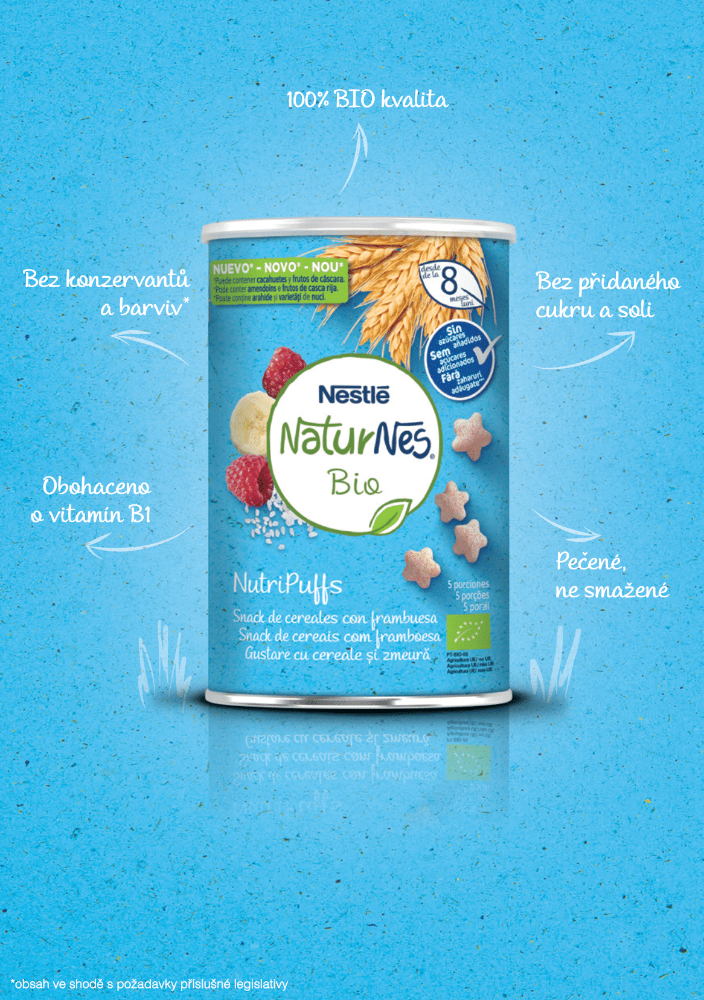 100% BIO kvalita
Bez konzervantů
a barviv*
Bez přidaného
cukru a soli
Obohaceno
o vitamín B1
Pečené,
ne smažené
NUEVO* - NOVO* - NOU*
*Puede contener cacahuetes y frutos de cáscara.
*Pode conter amendoins e frutos de casca rija.
*Poate conține arahide și varietăți de nuci.
desde
de la
8
meses
luni
Sin
azúcares
añadidos
Sem
açúcares
adicionados
Fără
zaharuri
adăugate**
Nestlé
NaturNes®
Bio
NutriPuffs
Snack de cereales con frambuesa
Snack de cereais com framboesa
Gustare cu cereale și zmeură
5 porciones
5 porções
5 porții
PT-BIO-03
Agricultura UE/ no UE
Agricultura UE/ não UE
Agricultura UE/ non-UE
*obsah ve shodě s požadavky příslušné legislativy